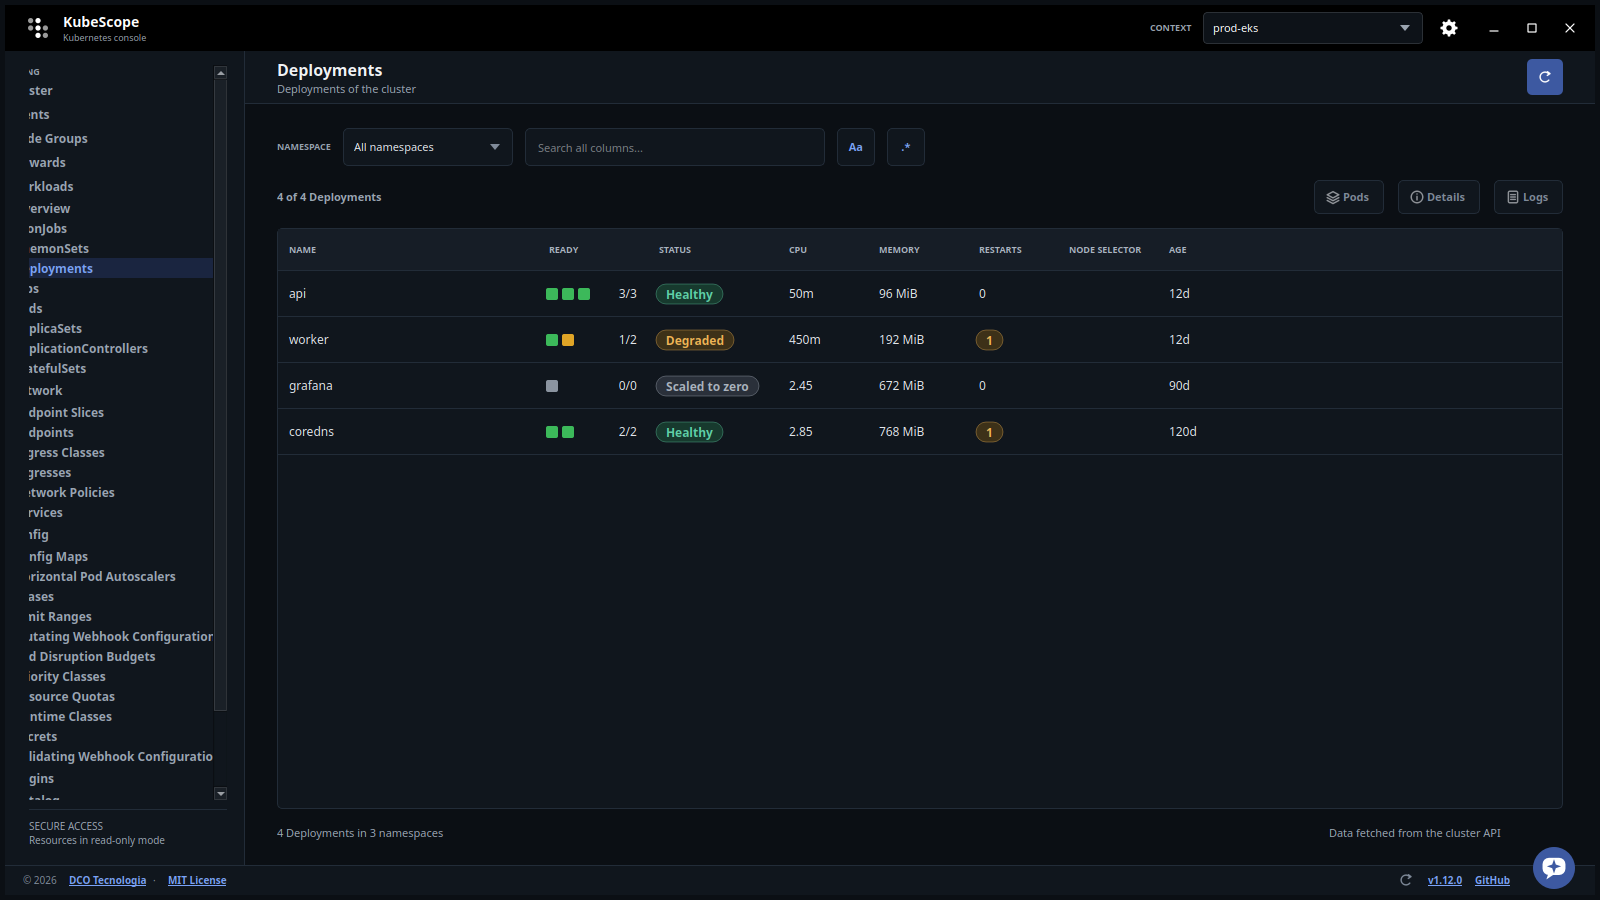 KubeScope
Kubernetes console
CONTEXT
prod-eks
NG
ster
nts
de Groups
wards
rkloads
erview
onJobs
emonSets
ployments
os
ds
plicaSets
plicationControllers
atefulSets
twork
dpoint Slices
dpoints
gress Classes
gresses
twork Policies
rvices
nfig
nfig Maps
orizontal Pod Autoscalers
ases
nit Ranges
utating Webhook Configuration
d Disruption Budgets
iority Classes
source Quotas
ntime Classes
crets
lidating Webhook Configuratio
gins
SECURE ACCESS
Resources in read-only mode
Deployments
Deployments of the cluster
NAMESPACE
All namespaces
Search all columns...
Aa
.*
4 of 4 Deployments
Pods
Details
Logs
NAME READY STATUS CPU MEMORY RESTARTS NODE SELECTOR AGE
api 3/3 Healthy 50m 96 MiB 0 12d
worker 1/2 Degraded 450m 192 MiB 1 12d
grafana 0/0 Scaled to zero 2.45 672 MiB 0 90d
coredns 2/2 Healthy 2.85 768 MiB 1 120d
4 Deployments in 3 namespaces
Data fetched from the cluster API
© 2026 DCO Tecnologia · MIT License
v1.12.0 GitHub